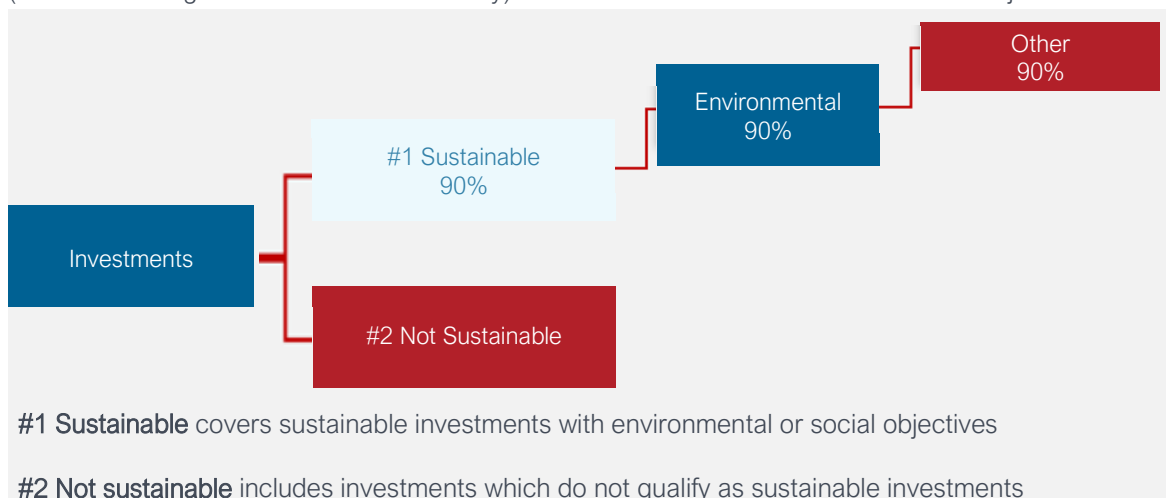 Other
90%
Environmental
90%
#1 Sustainable
90%
Investments
#2 Not Sustainable
#1 Sustainable covers sustainable investments with environmental or social objectives
#2 Not sustainable includes investments which do not qualify as sustainable investments